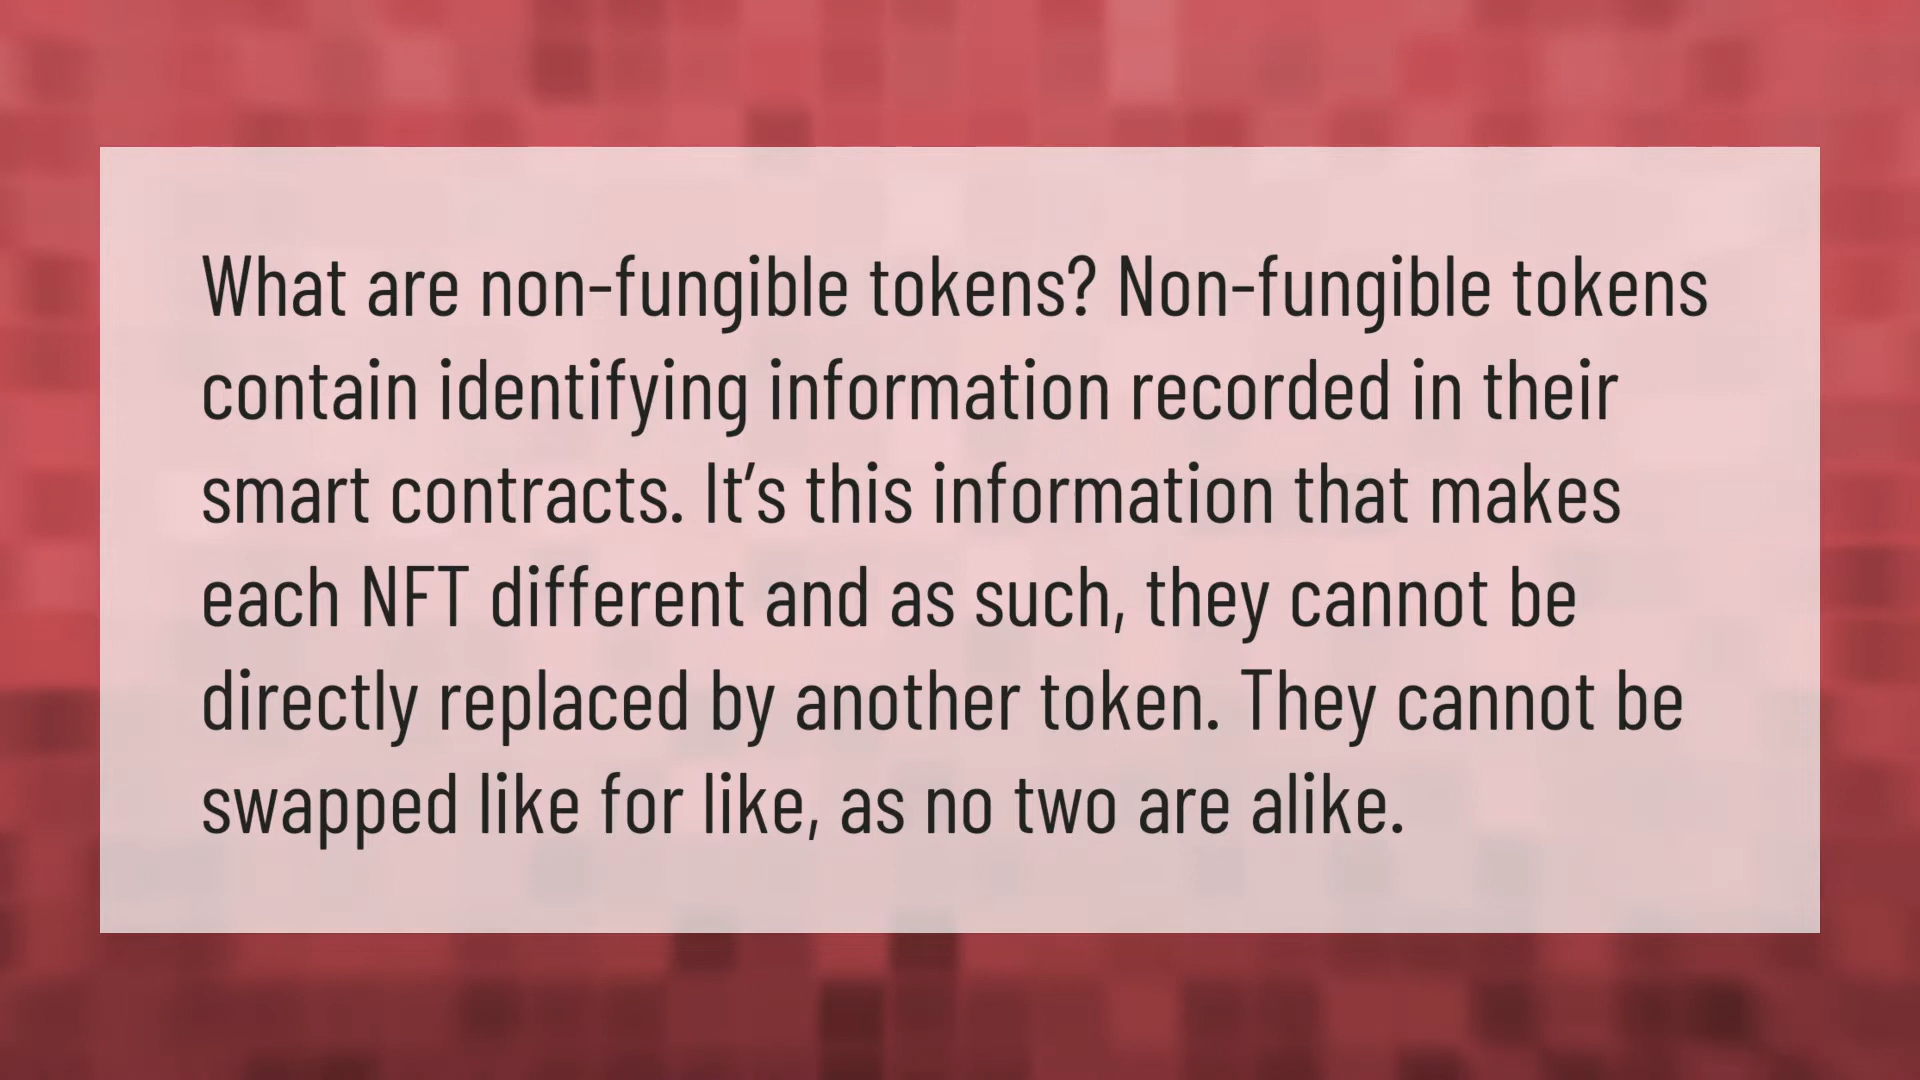 What are non-fungible tokens? Non-fungible tokens
contain identifying information recorded in their
smart contracts. It’s this information that makes
each NFT different and as such, they cannot be
directly replaced by another token. They cannot be
swapped like for like, as no two are alike.